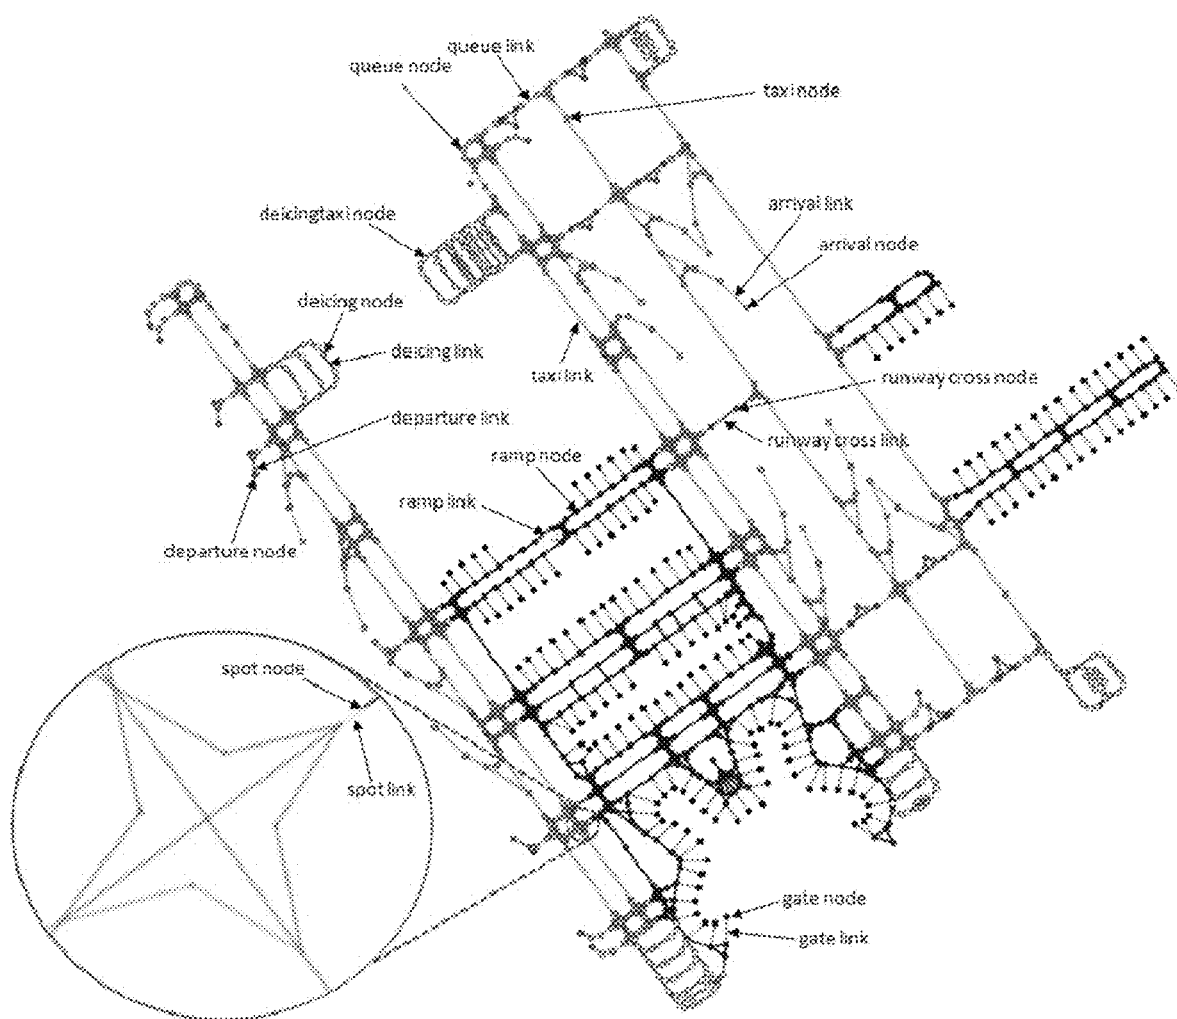 queue link
queue node
taxi node
deicing taxi node
arrival link
arrival node
deicing node
deicing link
taxi link
runway cross node
departure link
runway cross link
ramp node
ramp link
departure node
spot node
spot link
gate node
gate link